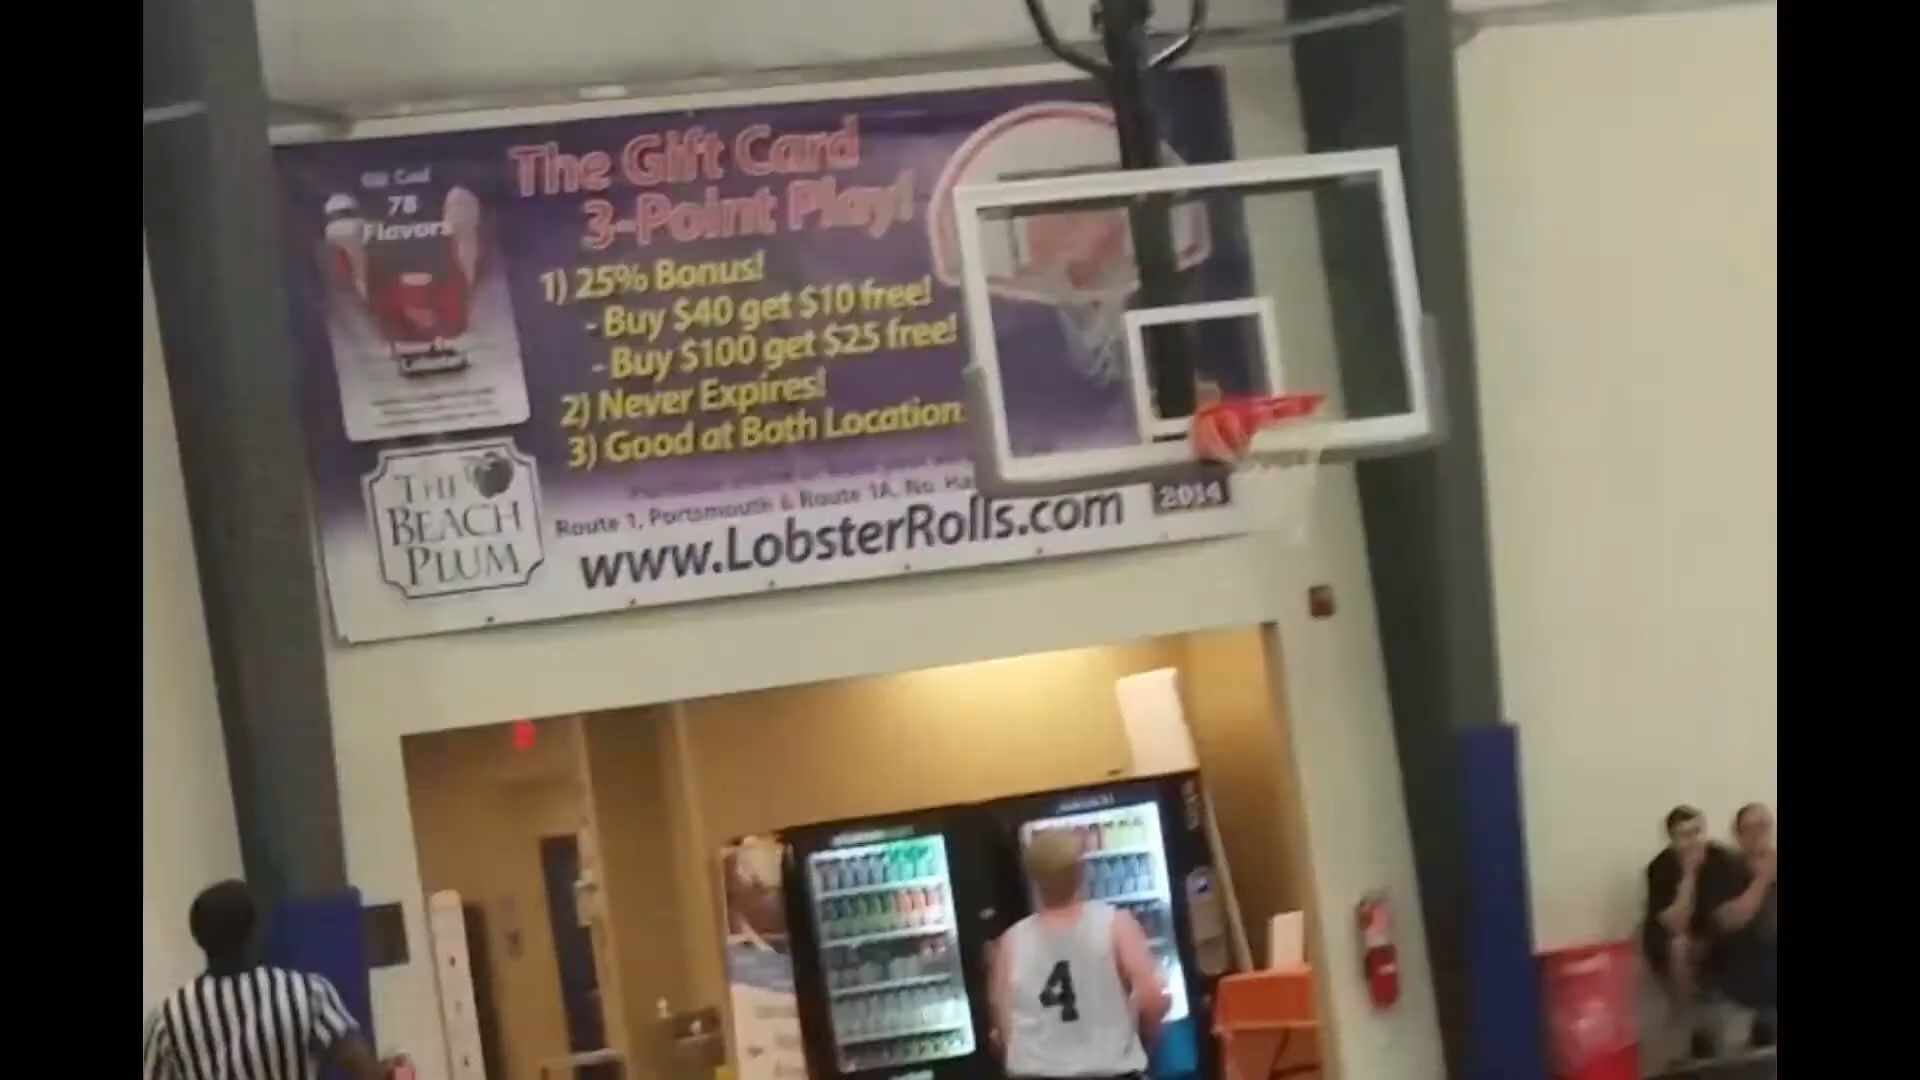 Gift Card
78
Flavors
The Gift Card
3-Point Play!
1) 25% Bonus!
- Buy $40 get $10 free!
- Buy $100 get $25 free!
2) Never Expires!
3) Good at Both Location
THE
BEACH
PLUM
Route 1, Portsmouth & Route 1A, No. Ha
www.LobsterRolls.com
2014
4